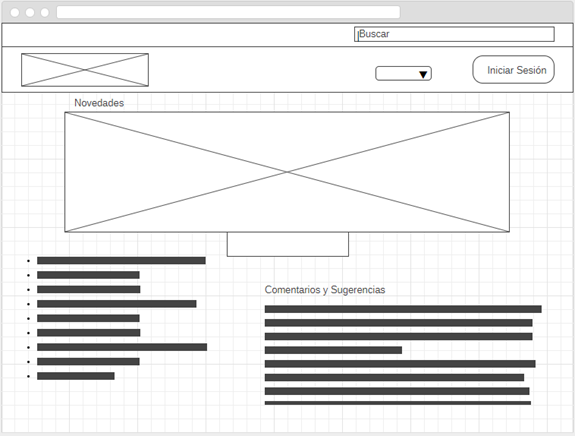 Buscar
Iniciar Sesión
Novedades
Comentarios y Sugerencias